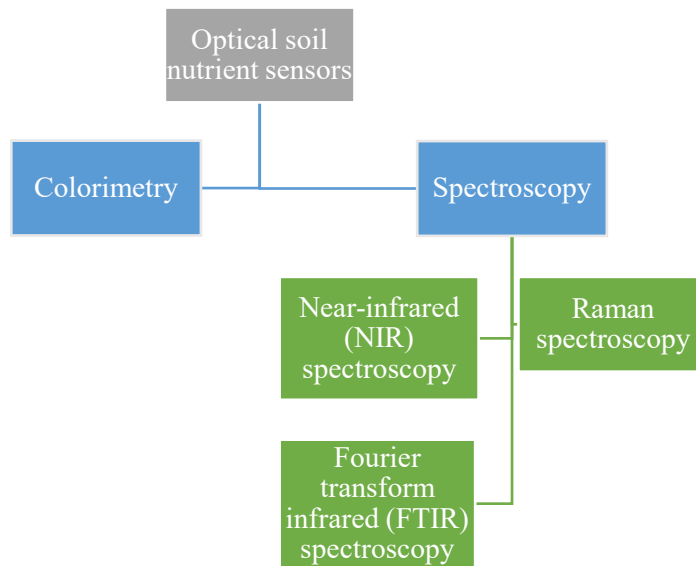 Optical soil
nutrient sensors
Colorimetry
Spectroscopy
Near-infrared
(NIR)
spectroscopy
Raman
spectroscopy
Fourier
transform
infrared (FTIR)
spectroscopy